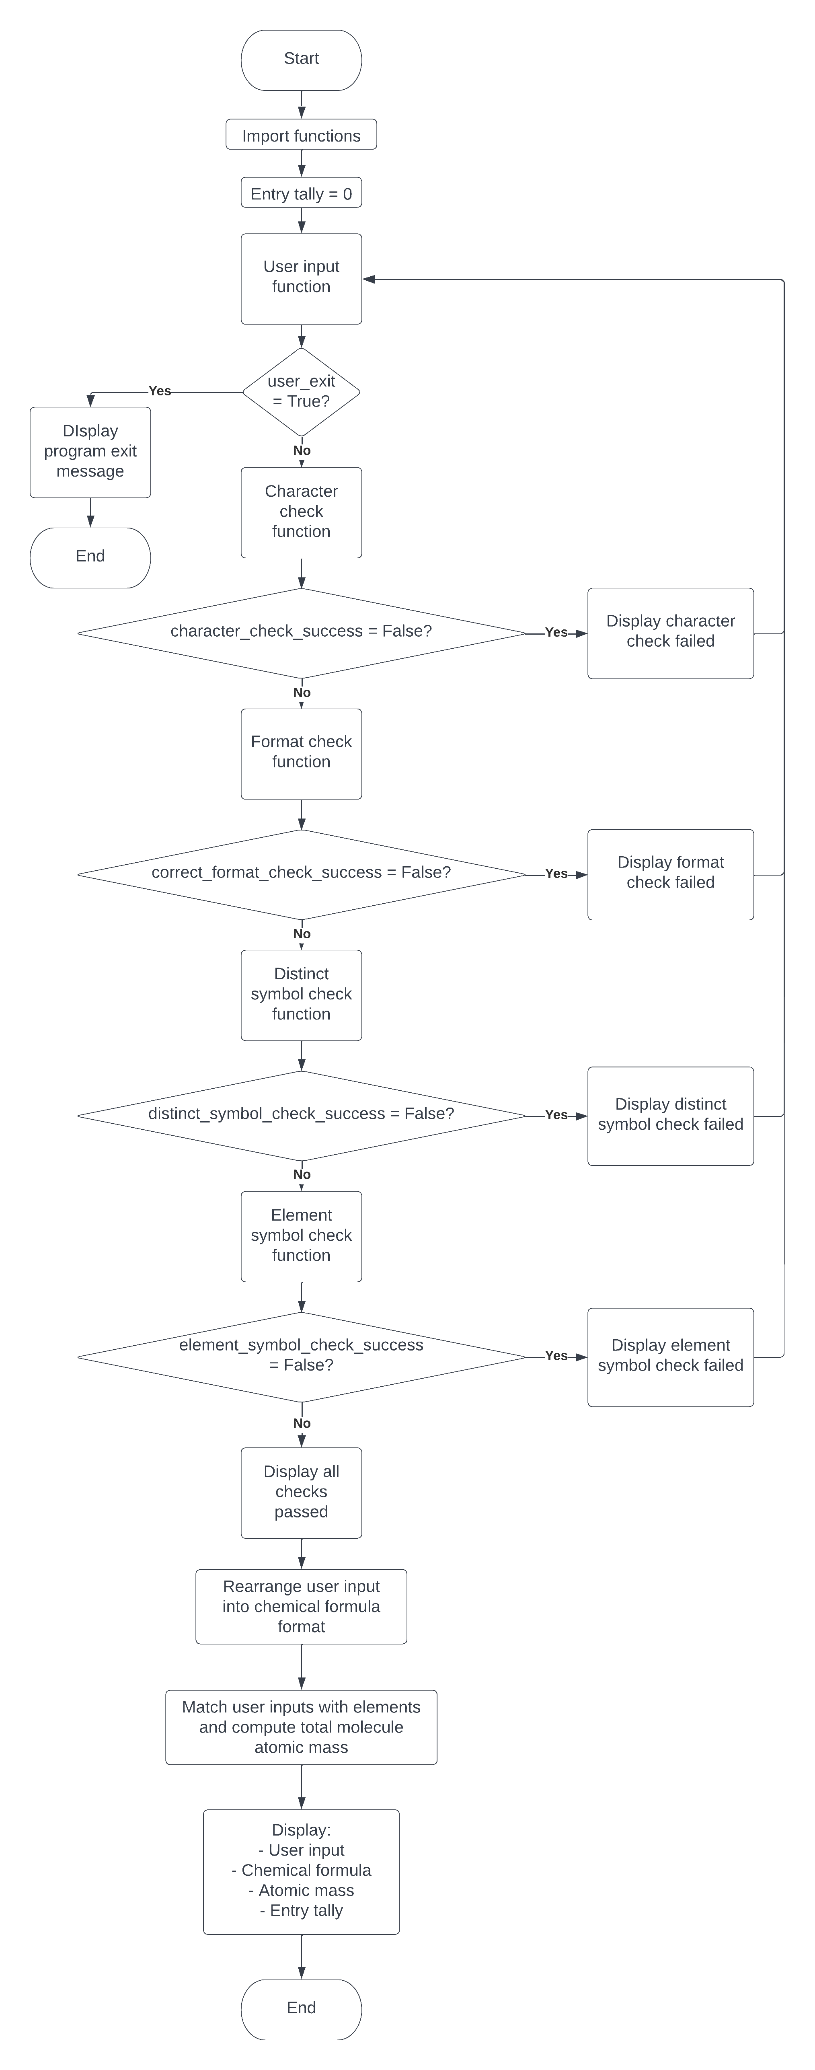 Start
Import functions
Entry tally = 0
User input
function
user_exit
= True?
Yes
DIsplay
program exit
message
End
No
Character
check
function
character_check_success = False?
Yes
Display character
check failed
No
Format check
function
correct_format_check_success = False?
Yes
Display format
check failed
No
Distinct
symbol check
function
distinct_symbol_check_success = False?
Yes
Display distinct
symbol check failed
No
Element
symbol check
function
element_symbol_check_success
= False?
Yes
Display element
symbol check failed
No
Display all
checks
passed
Rearrange user input
into chemical formula
format
Match user inputs with elements
and compute total molecule
atomic mass
Display:
- User input
- Chemical formula
- Atomic mass
- Entry tally
End